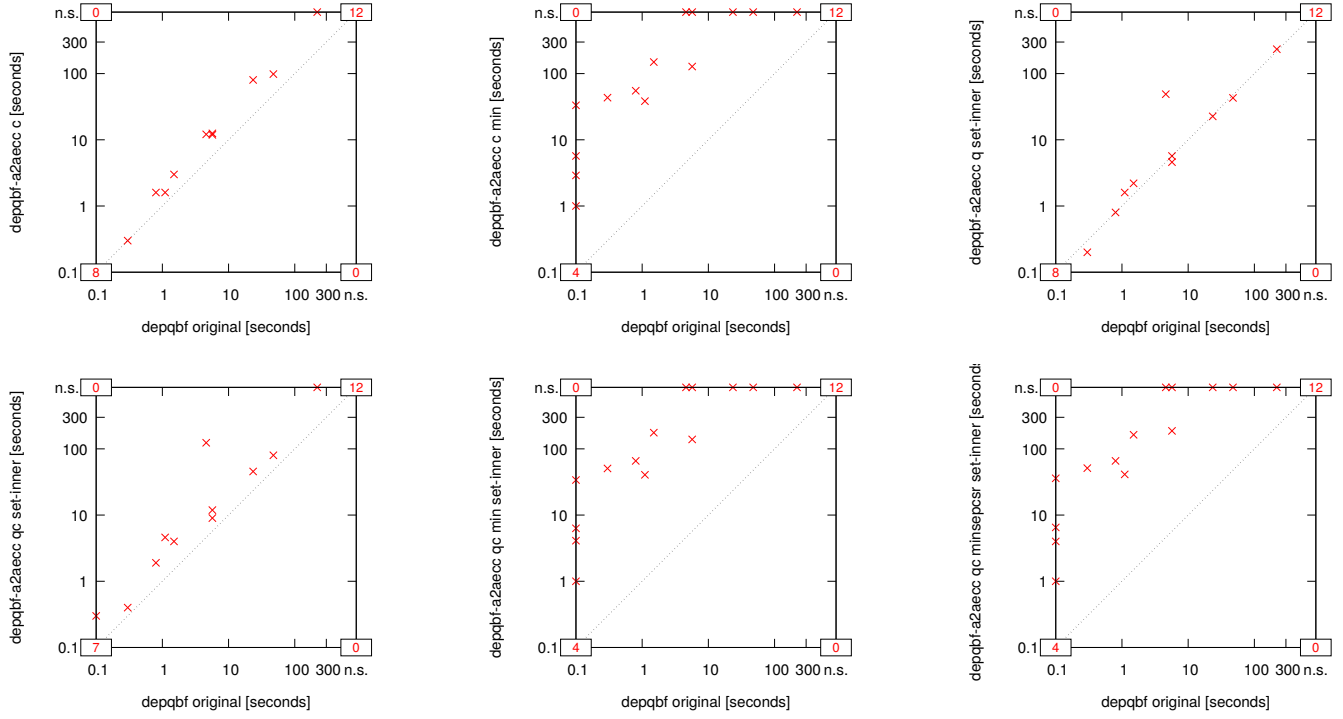 n.s. 0 12
300
100
10
1
0.1 8 0
0.1 1 10 100 300 n.s.
depqbf original [seconds]
depqbf-a2aecc c [seconds]
n.s. 0 12
300
100
10
1
0.1 4 0
0.1 1 10 100 300 n.s.
depqbf original [seconds]
depqbf-a2aecc c min [seconds]
n.s. 0 12
300
100
10
1
0.1 8 0
0.1 1 10 100 300 n.s.
depqbf original [seconds]
depqbf-a2aecc q set-inner [seconds]
n.s. 0 12
300
100
10
1
0.1 7 0
0.1 1 10 100 300 n.s.
depqbf original [seconds]
depqbf-a2aecc qc set-inner [seconds]
n.s. 0 12
300
100
10
1
0.1 4 0
0.1 1 10 100 300 n.s.
depqbf original [seconds]
depqbf-a2aecc qc min set-inner [seconds]
n.s. 0 12
300
100
10
1
0.1 4 0
0.1 1 10 100 300 n.s.
depqbf original [seconds]
depqbf-a2aecc qc minsepcsr set-inner [second